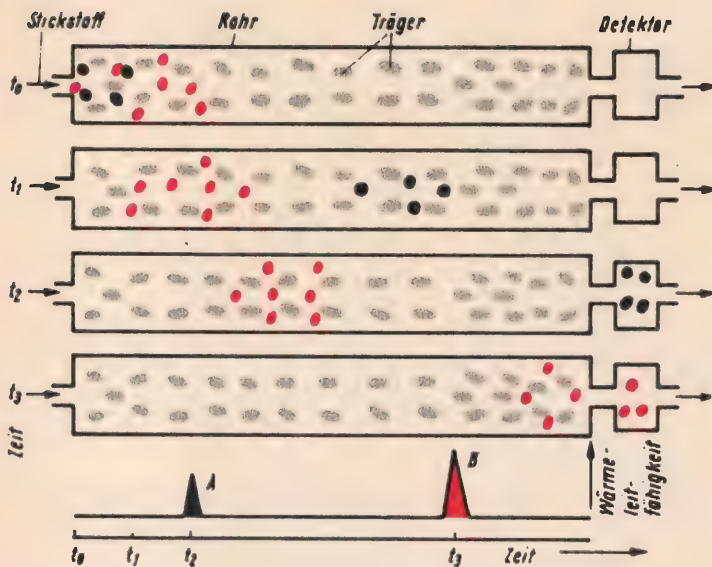 Stickstoff Rohr Träger Detektor
t0
t1
t2
t3
Zeit
A
B
Wärme-
leit-
fähigkeit
t0 t1 t2 t3 Zeit